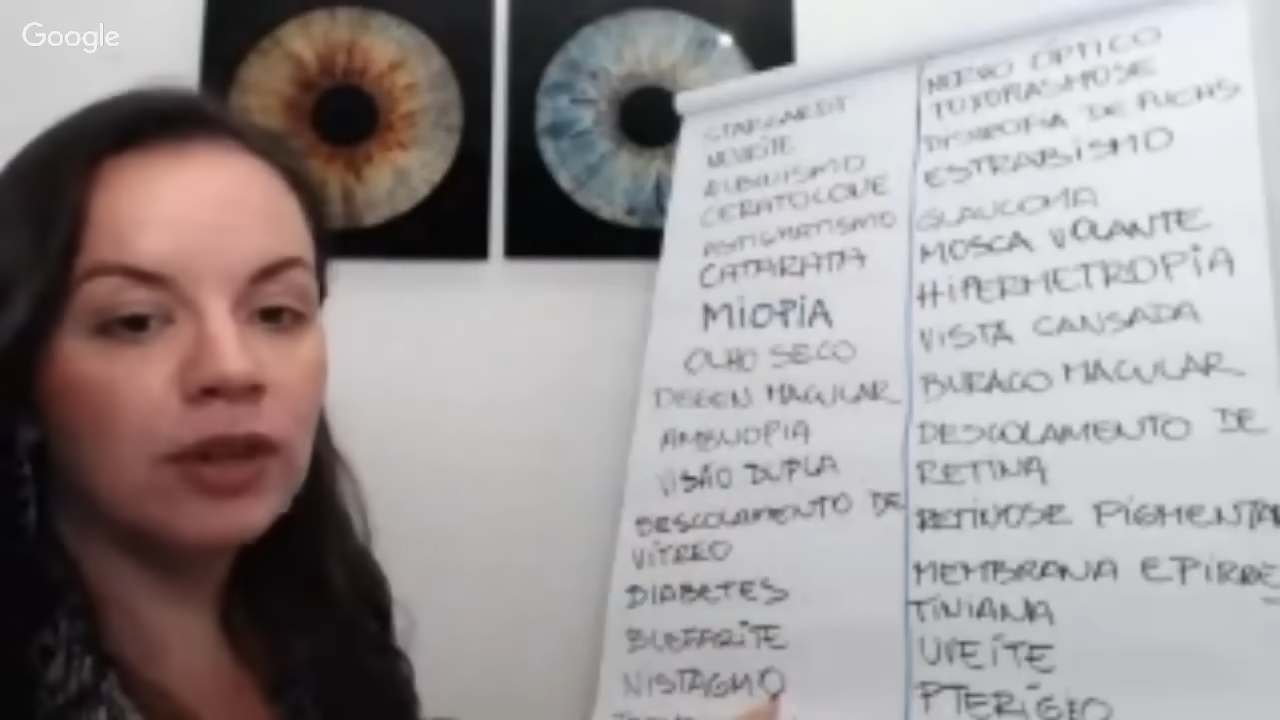 Google
STARGARDT
NEURITE
ALBINISMO
CERATOCONE
ASTIGMATISMO
CATARATA
MIOPIA
OLHO SECO
DEGEN MACULAR
AMBLIOPIA
VISÃO DUPLA
DESCOLAMENTO DE
VÍTREO
DIABETES
BLEFARITE
NISTAGMO
NERVO ÓPTICO
TOXOPLASMOSE
DISTROFIA DE FUCHS
ESTRABISMO
GLAUCOMA
MOSCA VOLANTE
HIPERMETROPIA
VISTA CANSADA
BURACO MACULAR
DESCOLAMENTO DE
RETINA
RETINOSE PIGMENTAR
MEMBRANA EPIRRE
TINIANA
UVEÍTE
PTERÍGIO